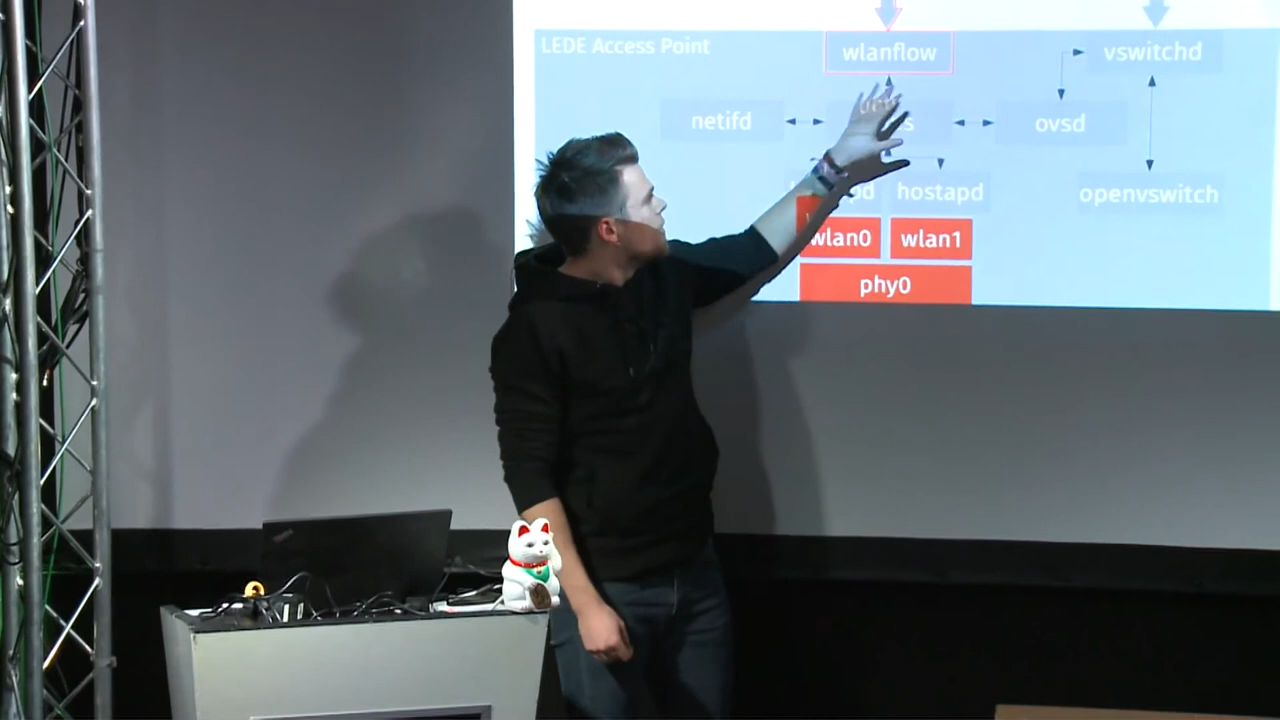 LEDE Access Point
wlanflow
vswitchd
netifd
ovsd
hostapd
openvswitch
wlan0
wlan1
phy0